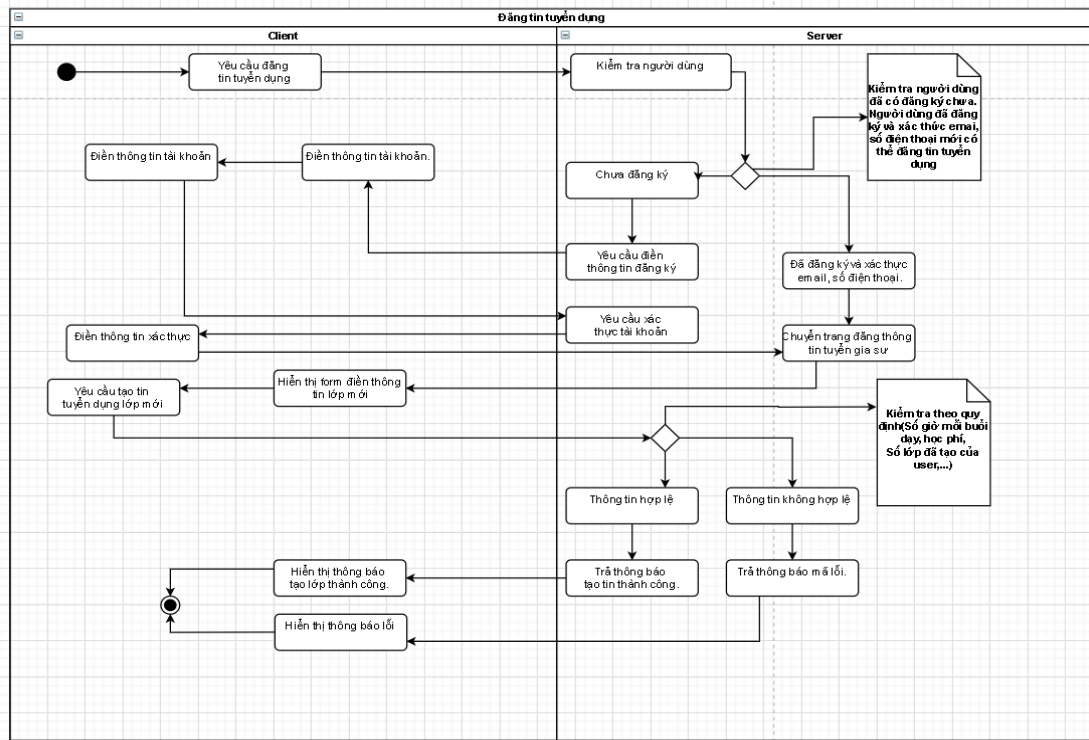 Đăng tin tuyển dụng
Client
Server
Yêu cầu đăng
tin tuyển dụng
Kiểm tra người dùng
Kiểm tra người dùng
đã có đăng ký chưa.
Người dùng đã đăng
ký và xác thực emai,
số điện thoại mới có
thể đăng tin tuyển
dụng
Điền thông tin tài khoản
Điền thông tin tài khoản.
Chưa đăng ký
Yêu cầu điền
thông tin đăng ký
Đã đăng ký và xác thực
email, số điện thoại.
Yêu cầu xác
thực tài khoản
Điền thông tin xác thực
Chuyển trang đăng thông
tin tuyển gia sư
Hiển thị form điền thông
tin lớp mới
Yêu cầu tạo tin
tuyển dụng lớp mới
Kiểm tra theo quy
định(Số giờ mỗi buổi
dạy, học phí,
Số lớp đã tạo của
user,...)
Thông tin hợp lệ
Thông tin không hợp lệ
Hiển thị thông báo
tạo lớp thành công.
Trả thông báo
tạo tin thành công.
Trả thông báo mã lỗi.
Hiển thị thông báo lỗi